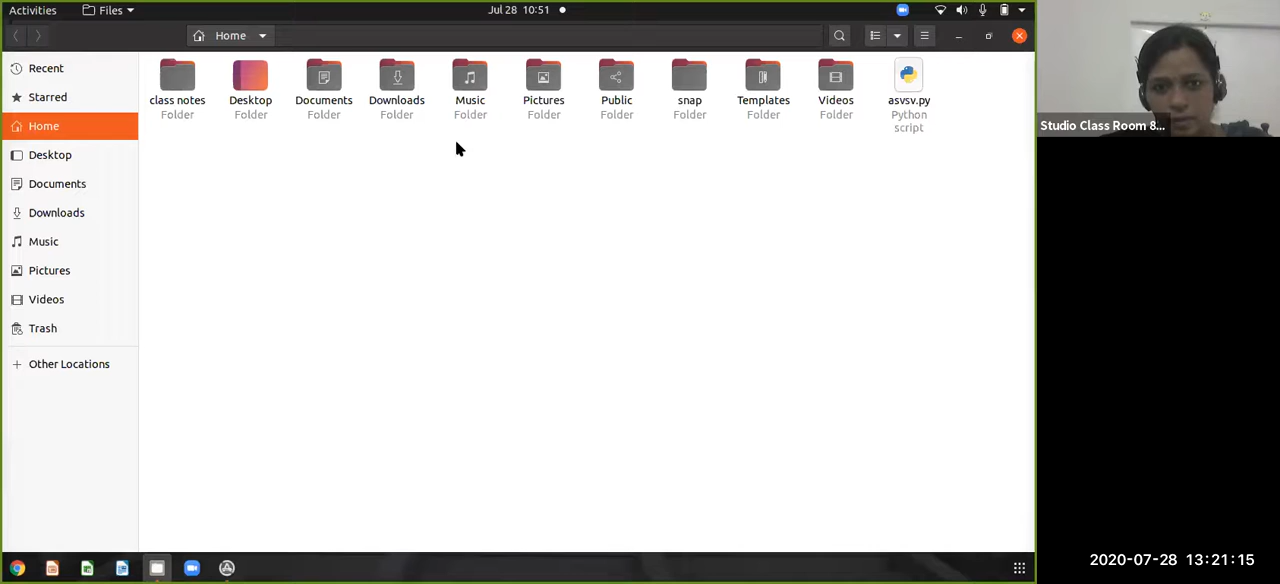 Activities Files Jul 28 10:51
Home
Recent
Starred
Home
Desktop
Documents
Downloads
Music
Pictures
Videos
Trash
Other Locations
class notes Desktop Documents Downloads Music Pictures Public snap Templates Videos asvsv.py
Folder Folder Folder Folder Folder Folder Folder Folder Folder Folder Python
script
Studio Class Room 8...
2020-07-28 13:21:15